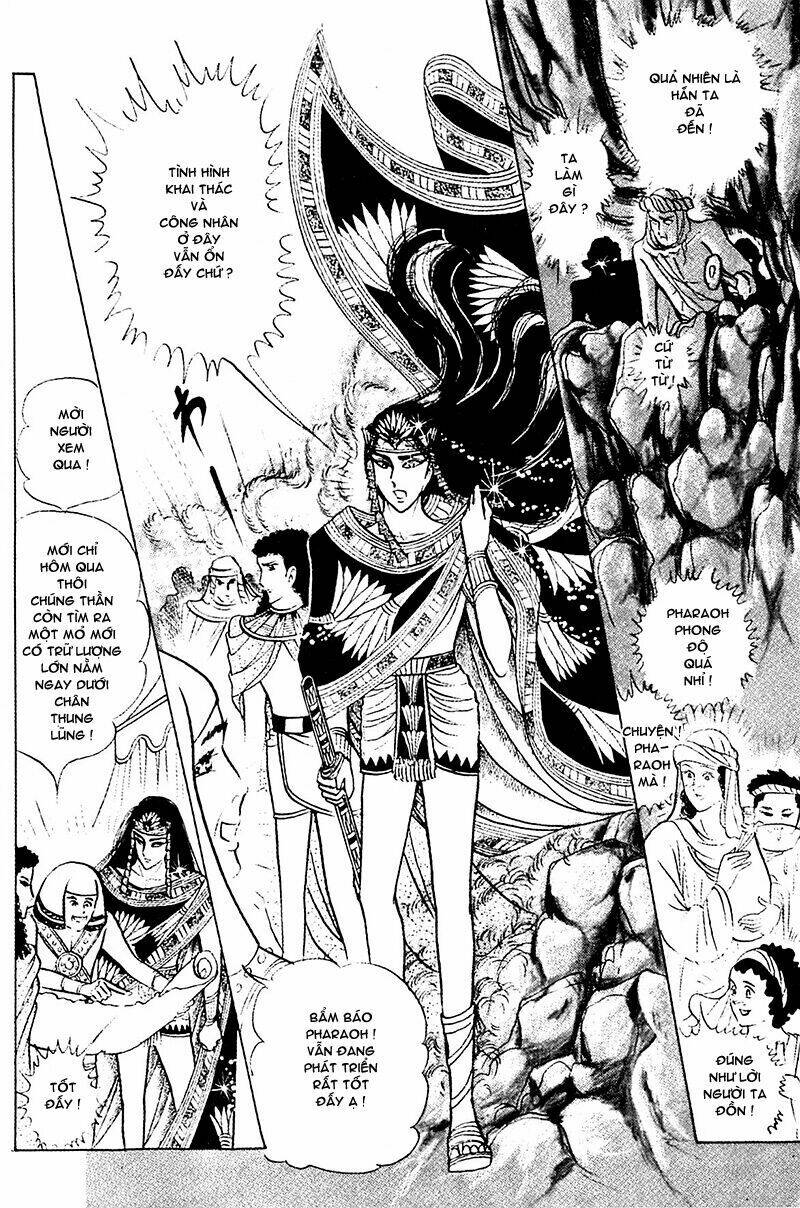 QUẢ NHIÊN LÀ
HẮN TA
ĐÃ
ĐẾN !
TA
LÀM
GÌ
ĐÂY ?
CỨ
TỪ
TỪ !
TÌNH HÌNH
KHAI THÁC
VÀ
CÔNG NHÂN
Ở ĐÂY
VẪN ỔN
ĐẤY CHỨ ?
わ
ー
PHARAOH
PHONG
ĐỘ
QUÁ
NHỈ !
CHUYỆN !
PHA-
RAOH
MÀ !
ĐÚNG
NHƯ LỜI
NGƯỜI TA
ĐỒN !
BẨM BÁO
PHARAOH !
VẪN ĐANG
PHÁT TRIỂN
RẤT TỐT
ĐẤY Ạ !
MỜI
NGƯỜI
XEM
QUA !
MỚI CHỈ
HÔM QUA
THÔI
CHÚNG THẦN
CÒN TÌM RA
MỘT MỎ MỚI
CÓ TRỮ LƯỢNG
LỚN NẰM
NGAY DƯỚI
CHÂN
THUNG
LŨNG !
TỐT
ĐẤY !